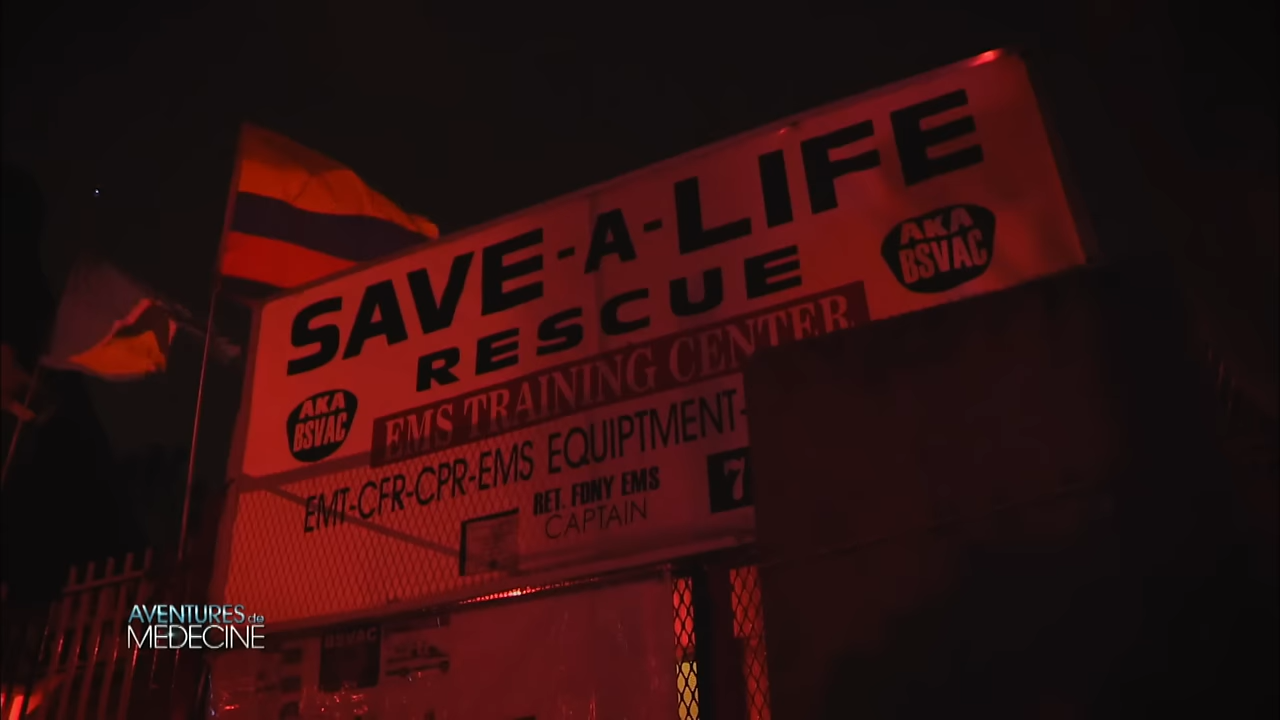 SAVE-A-LIFE
RESCUE
AKA
BSVAC
AKA
BSVAC
EMS TRAINING CENTER
EMT-CFR-CPR-EMS EQUIPTMENT-
RET. FDNY EMS
CAPTAIN
7
BSVAC
AVENTURES de
MEDECINE